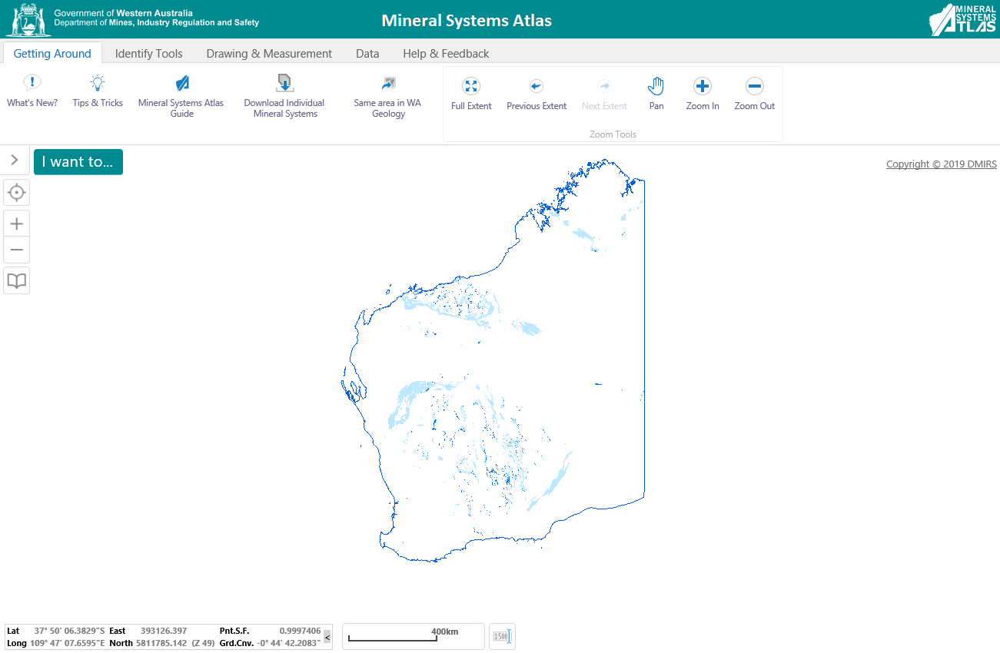 Government of Western Australia
Department of Mines, Industry Regulation and Safety
Mineral Systems Atlas
MINERAL
SYSTEMS
ATLAS
Getting Around
Identify Tools
Drawing & Measurement
Data
Help & Feedback
What's New?
Tips & Tricks
Mineral Systems Atlas
Guide
Download Individual
Mineral Systems
Same area in WA
Geology
Full Extent
Previous Extent
Next Extent
Pan
Zoom In
Zoom Out
Zoom Tools
I want to...
Copyright © 2019 DMIRS
Lat 37° 50' 06.3829"S East 393126.397 Pnt.S.F. 0.9997406
Long 109° 47' 07.6595"E North 5811785.142 (Z 49) Grd.Cnv. -0° 44' 42.2083"
<
400km
1:500